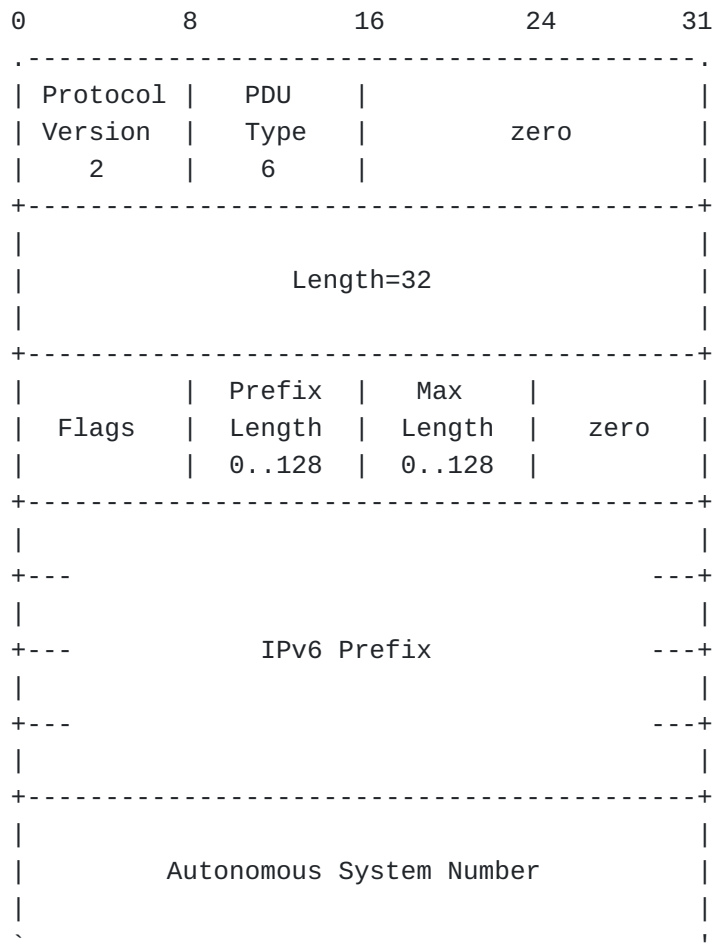 0          8           16          24         31
.-------------------------------------------.
| Protocol |   PDU    |                     |
| Version  |   Type   |         zero        |
|    2     |    6     |                     |
+-------------------------------------------+
|                                           |
|                 Length=32                 |
|                                           |
+-------------------------------------------+
|          |  Prefix  |   Max    |          |
|  Flags   |  Length  |  Length  |   zero   |
|          |  0..128  |  0..128  |          |
+-------------------------------------------+
|                                           |
+---                                     ---+
|                                           |
+---            IPv6 Prefix              ---+
|                                           |
+---                                     ---+
|                                           |
+-------------------------------------------+
|                                           |
|         Autonomous System Number          |
|                                           |
`-------------------------------------------'